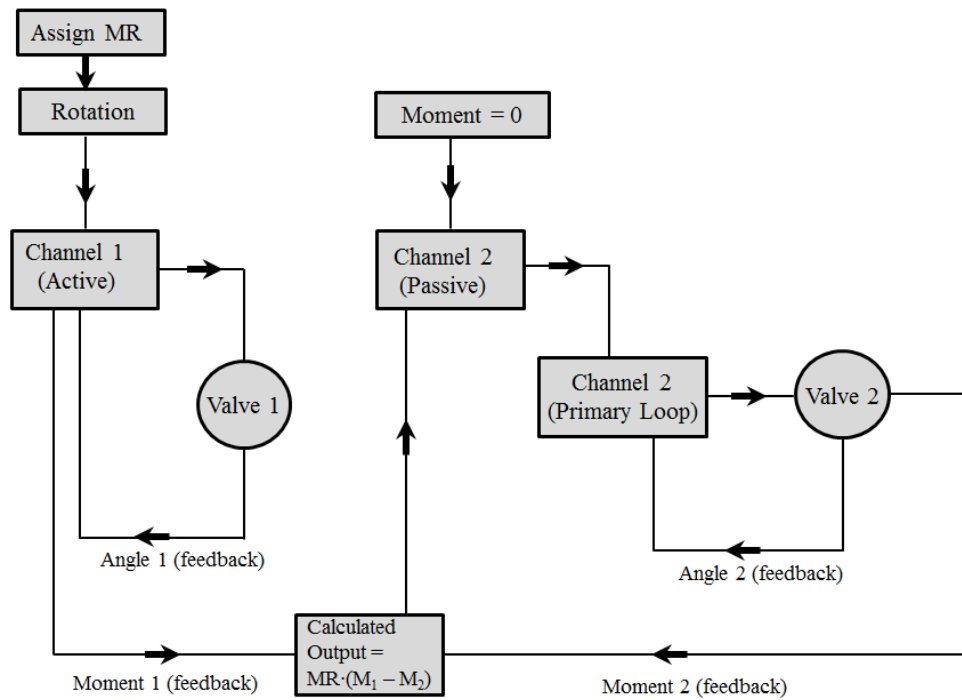 Assign MR
Rotation
Moment = 0
Channel 1
(Active)
Channel 2
(Passive)
Valve 1
Channel 2
(Primary Loop)
Valve 2
Angle 1 (feedback)
Angle 2 (feedback)
Calculated
Output =
MR·(M₁ – M₂)
Moment 1 (feedback)
Moment 2 (feedback)